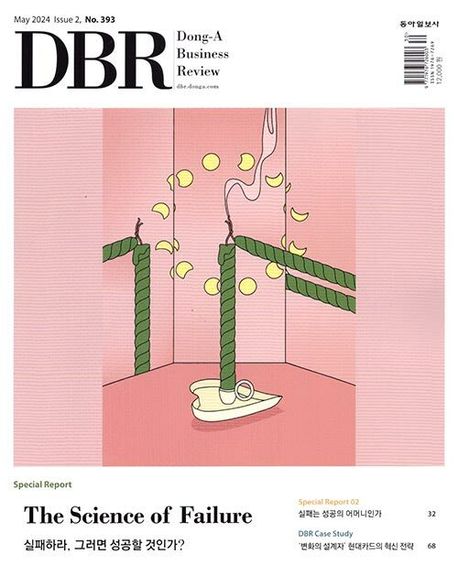 May 2024 Issue 2, No. 393
DBR
Dong-A
Business
Review
dbr.donga.com
동아일보사
12,000원
Special Report
The Science of Failure
실패하라, 그러면 성공할 것인가?
Special Report 02
실패는 성공의 어머니인가 32
DBR Case Study
'변화의 설계자' 현대카드의 혁신 전략 68